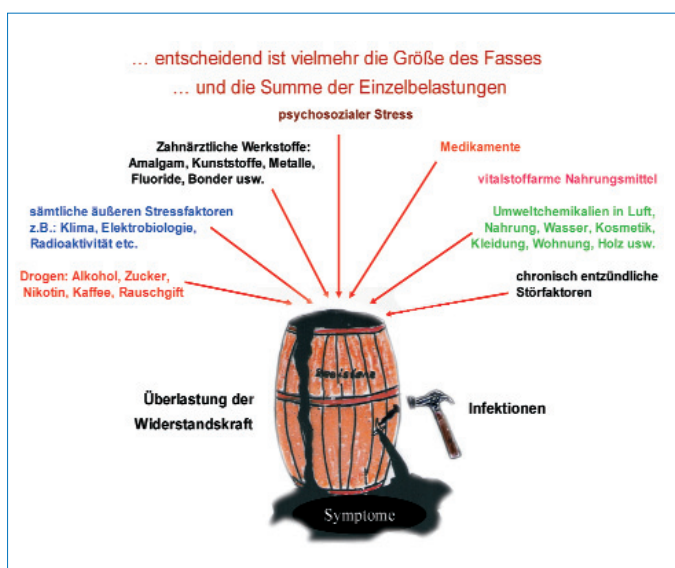 ... entscheidend ist vielmehr die Größe des Fasses
... und die Summe der Einzelbelastungen
psychosozialer Stress
Zahnärztliche Werkstoffe:
Amalgam, Kunststoffe, Metalle,
Fluoride, Bonder usw.
Medikamente
vitalstoffarme Nahrungsmittel
sämtliche äußeren Stressfaktoren
z.B.: Klima, Elektrobiologie,
Radioaktivität etc.
Umweltchemikalien in Luft,
Nahrung, Wasser, Kosmetik,
Kleidung, Wohnung, Holz usw.
Drogen: Alkohol, Zucker,
Nikotin, Kaffee, Rauschgift
chronisch entzündliche
Störfaktoren
Überlastung der
Widerstandskraft
Infektionen
Symptome